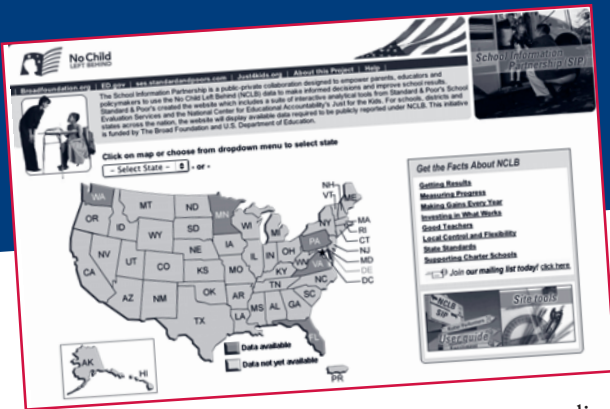 No Child
LEFT BEHIND
School Information
Partnership (SIP)
Broadfoundation.org | ED.gov | ses.standardandpoors.com | Just4kids.org | About this Project | Help
The School Information Partnership is a public-private collaboration designed to empower parents, educators and
policymakers to use the No Child Left Behind (NCLB) data to make informed decisions and improve school results.
Standard & Poor's created the website which includes a suite of interactive analytical tools from Standard & Poor's School
Evaluation Services and the National Center for Educational Accountability's Just for the Kids. For schools, districts and
states across the nation, the website will display available data required to be publicly reported under NCLB. This initiative
is funded by The Broad Foundation and U.S. Department of Education.
Click on map or choose from dropdown menu to select state
- Select State - - or -
WA
MT
ND
MN
OR
ID
WY
SD
WI
MI
NH
VT
ME
NY
MA
RI
CT
NJ
MD
DE
DC
NV
UT
CO
NE
IA
IL
IN
OH
PA
WV
VA
CA
KS
MO
KY
NC
TN
AZ
NM
OK
AR
SC
MS
AL
GA
LA
TX
FL
AK
HI
PR
Data available
Data not yet available
Get the Facts About NCLB
Getting Results
Measuring Progress
Making Gains Every Year
Investing in What Works
Good Teachers
Local Control and Flexibility
State Standards
Supporting Charter Schools
Join our mailing list today! click here
NCLB
SIP
User guide
Site tools